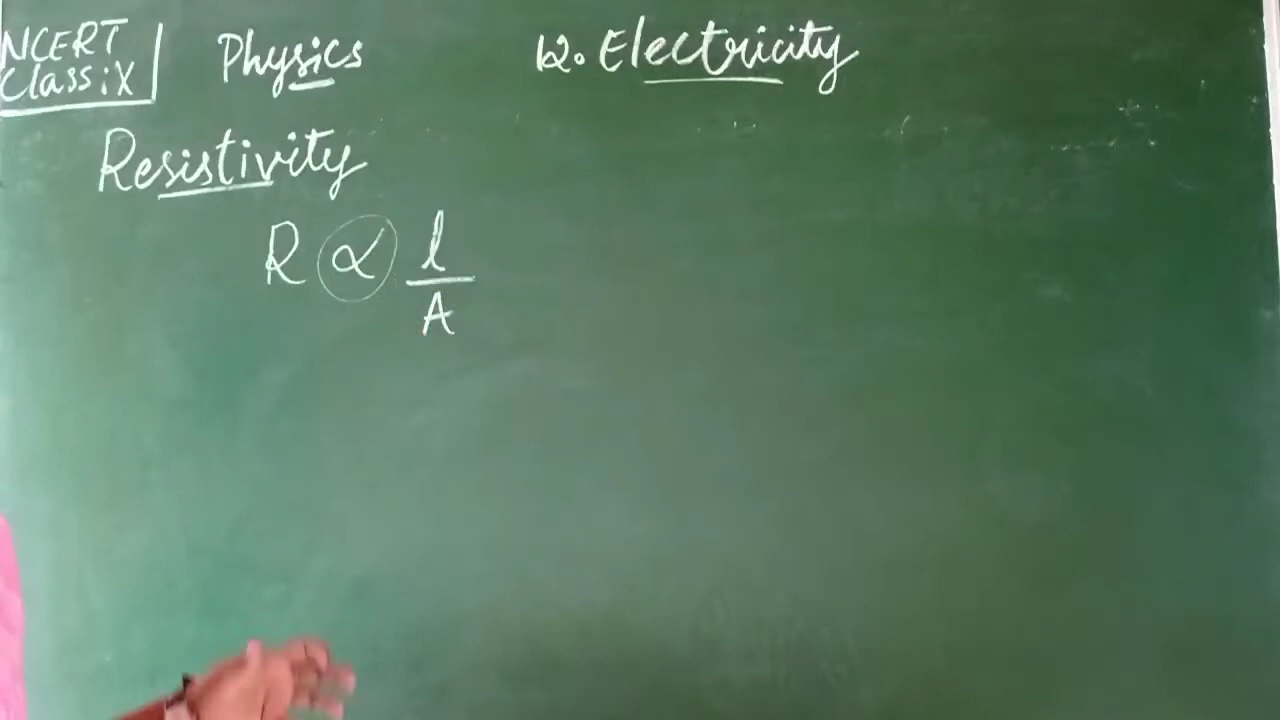 NCERT
Class : X
Physics
12. Electricity
Resistivity
R ∝ l/A